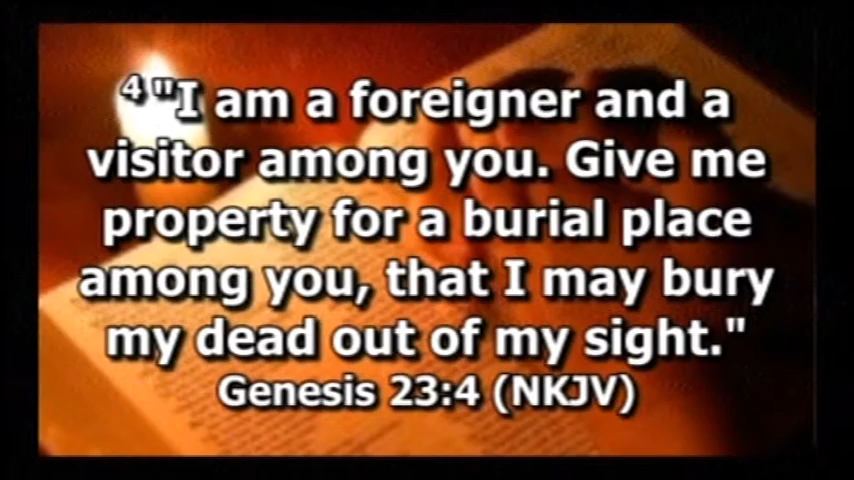 4 "I am a foreigner and a
visitor among you. Give me
property for a burial place
among you, that I may bury
my dead out of my sight."
Genesis 23:4 (NKJV)